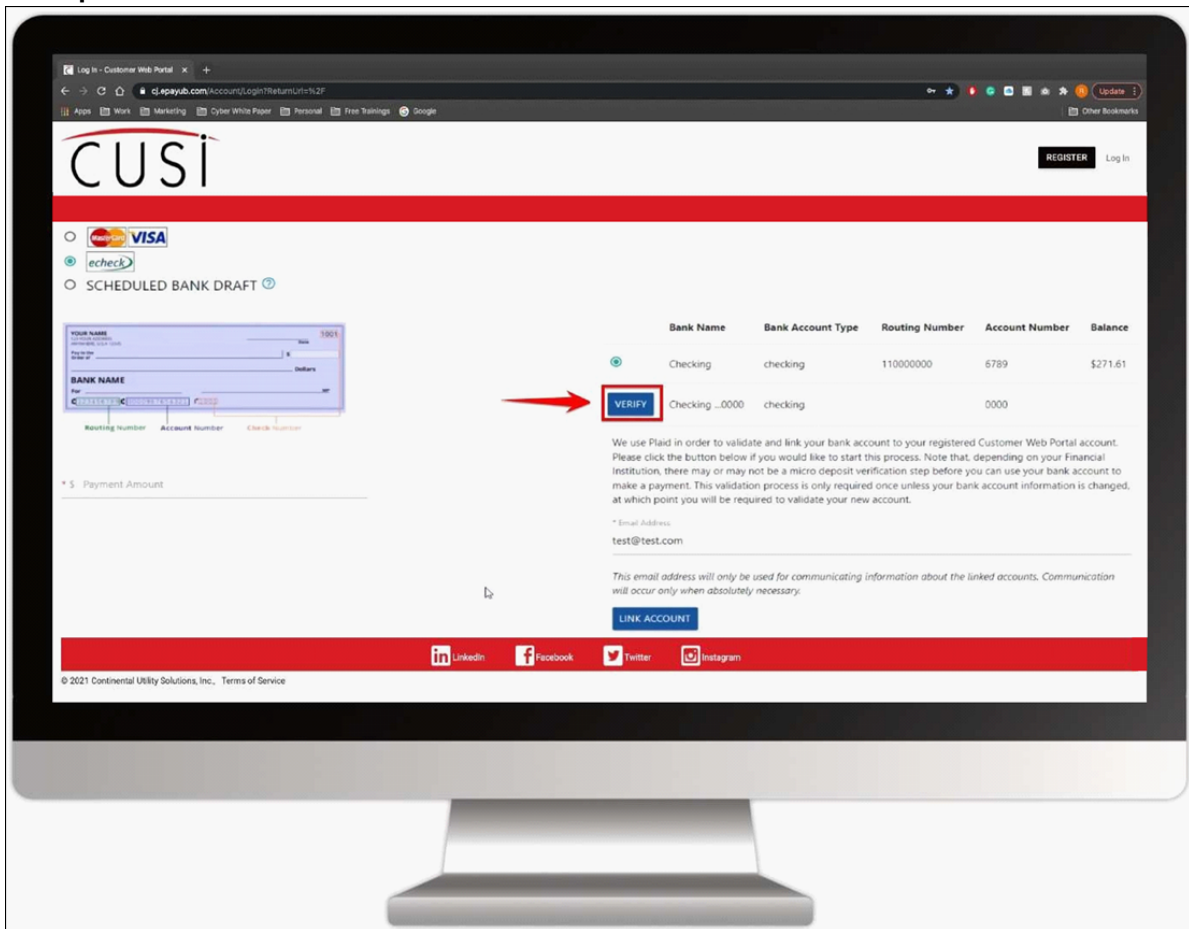 Log In - Customer Web Portal
cj.epayub.com/Account/Login?ReturnUrl=%2F
Update
Apps Work Marketing Cyber White Paper Personal Free Trainings Google
Other Bookmarks
CUSI
REGISTER Log In
MasterCard VISA
echeck
SCHEDULED BANK DRAFT ?
YOUR NAME
1001
Date
Pay to the
Order of
$
Dollars
BANK NAME
For
Routing Number Account Number Check Number
* $ Payment Amount
Bank Name Bank Account Type Routing Number Account Number Balance
Checking checking 110000000 6789 $271.61
VERIFY Checking ...0000 checking 0000
We use Plaid in order to validate and link your bank account to your registered Customer Web Portal account.
Please click the button below if you would like to start this process. Note that, depending on your Financial
Institution, there may or may not be a micro deposit verification step before you can use your bank account to
make a payment. This validation process is only required once unless your bank account information is changed,
at which point you will be required to validate your new account.
* Email Address
test@test.com
This email address will only be used for communicating information about the linked accounts. Communication
will occur only when absolutely necessary.
LINK ACCOUNT
in LinkedIn f Facebook Twitter Instagram
© 2021 Continental Utility Solutions, Inc., Terms of Service